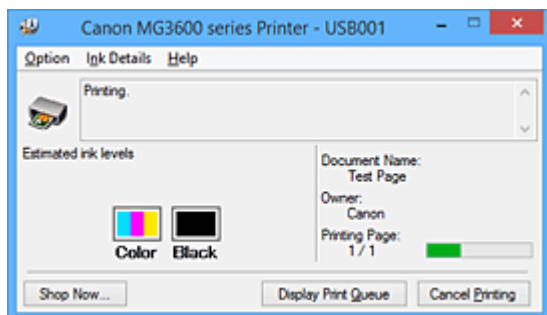 Canon MG3600 series Printer - USB001
Option Ink Details Help
Printing.
Estimated ink levels
Document Name:
Test Page
Owner:
Canon
Printing Page:
1 / 1
Color Black
Shop Now... Display Print Queue Cancel Printing